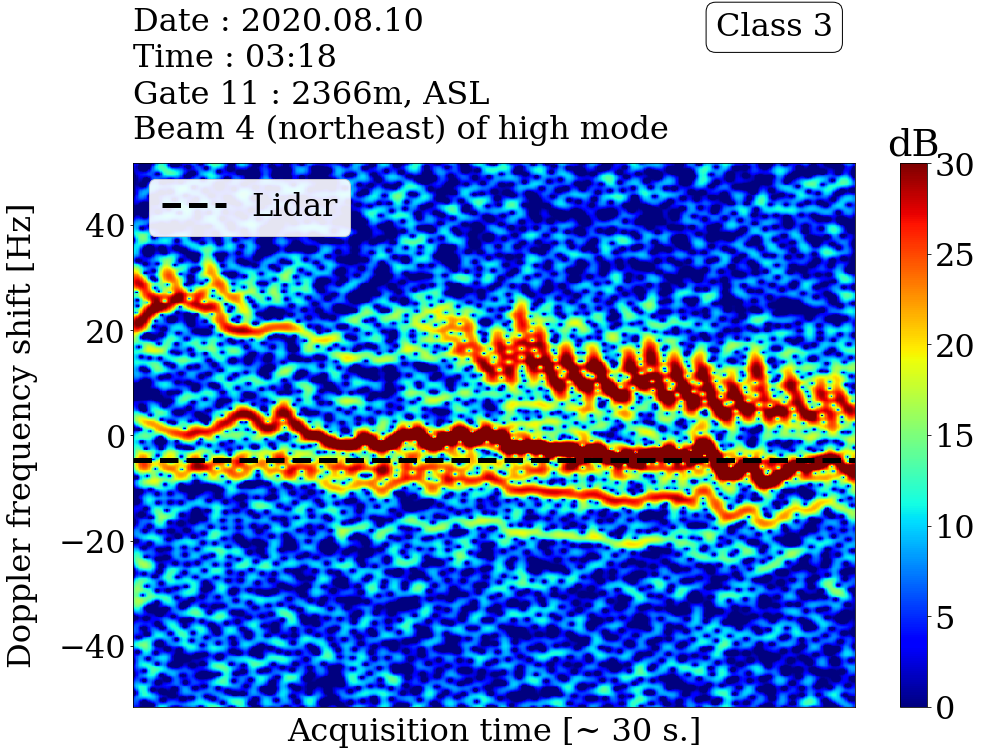 Date : 2020.08.10
Time : 03:18
Gate 11 : 2366m, ASL
Beam 4 (northeast) of high mode
Class 3
dB
Lidar
Doppler frequency shift [Hz]
40
20
0
−20
−40
30
25
20
15
10
5
0
Acquisition time [~ 30 s.]